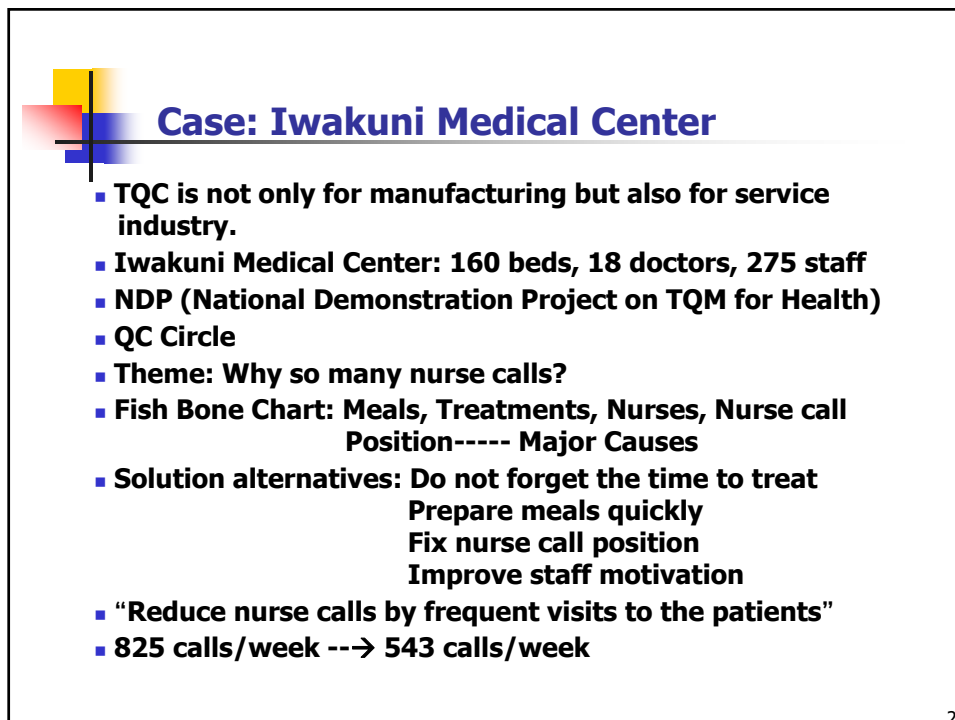 Case: Iwakuni Medical Center
▪ TQC is not only for manufacturing but also for service
industry.
▪ Iwakuni Medical Center: 160 beds, 18 doctors, 275 staff
▪ NDP (National Demonstration Project on TQM for Health)
▪ QC Circle
▪ Theme: Why so many nurse calls?
▪ Fish Bone Chart: Meals, Treatments, Nurses, Nurse call
Position----- Major Causes
▪ Solution alternatives: Do not forget the time to treat
Prepare meals quickly
Fix nurse call position
Improve staff motivation
▪ “Reduce nurse calls by frequent visits to the patients”
▪ 825 calls/week --→ 543 calls/week
2